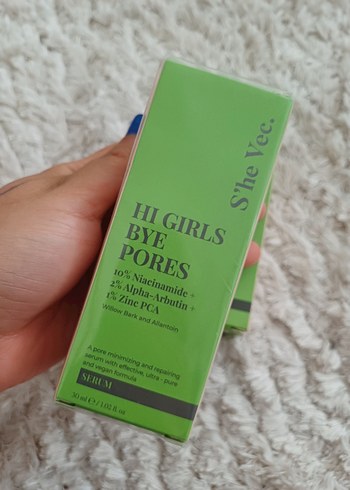 S'he Vec.
HI GIRLS
BYE
PORES
10% Niacinamide +
2% Alpha-Arbutin +
1% Zinc PCA
Willow Bark and Allantoin
A pore minimizing and repairing
serum with effective, ultra - pure
and vegan formula
SERUM
30 ml ℮ / 1.02 fl. oz